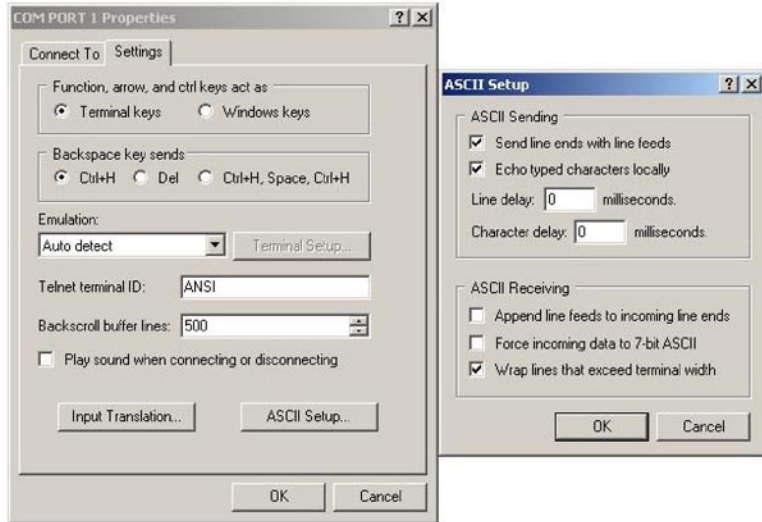 COM PORT 1 Properties
Connect To Settings
Function, arrow, and ctrl keys act as
Terminal keys Windows keys
Backspace key sends
Ctrl+H Del Ctrl+H, Space, Ctrl+H
Emulation:
Auto detect Terminal Setup...
Telnet terminal ID: ANSI
Backscroll buffer lines: 500
Play sound when connecting or disconnecting
Input Translation... ASCII Setup...
OK Cancel
ASCII Setup
ASCII Sending
Send line ends with line feeds
Echo typed characters locally
Line delay: 0 milliseconds.
Character delay: 0 milliseconds.
ASCII Receiving
Append line feeds to incoming line ends
Force incoming data to 7-bit ASCII
Wrap lines that exceed terminal width
OK Cancel